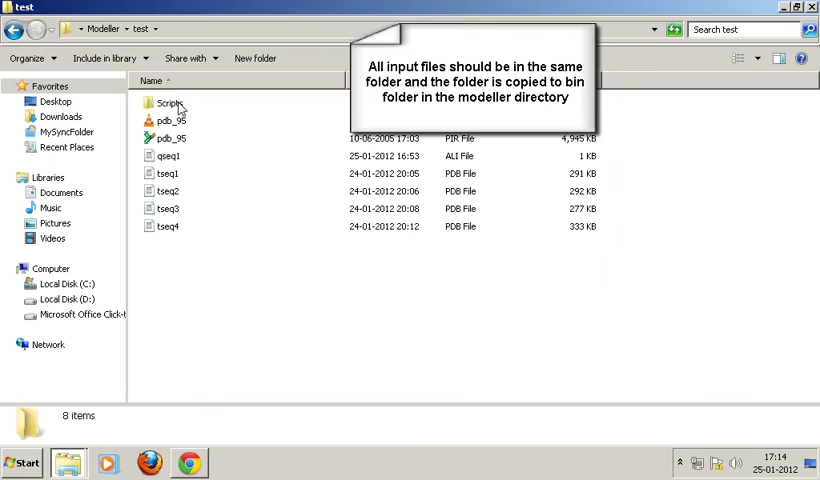 test
Modeller
test
Search test
Organize
Include in library
Share with
New folder
All input files should be in the same
folder and the folder is copied to bin
folder in the modeller directory
Favorites
Desktop
Downloads
MySyncFolder
Recent Places
Libraries
Documents
Music
Pictures
Videos
Computer
Local Disk (C:)
Local Disk (D:)
Microsoft Office Click-t
Network
Name
Scripts
pdb_95
pdb_95 10-06-2005 17:03 PIR File 4,945 KB
qseq1 25-01-2012 16:53 ALI File 1 KB
tseq1 24-01-2012 20:05 PDB File 291 KB
tseq2 24-01-2012 20:06 PDB File 292 KB
tseq3 24-01-2012 20:08 PDB File 277 KB
tseq4 24-01-2012 20:12 PDB File 333 KB
8 items
Start
17:14
25-01-2012